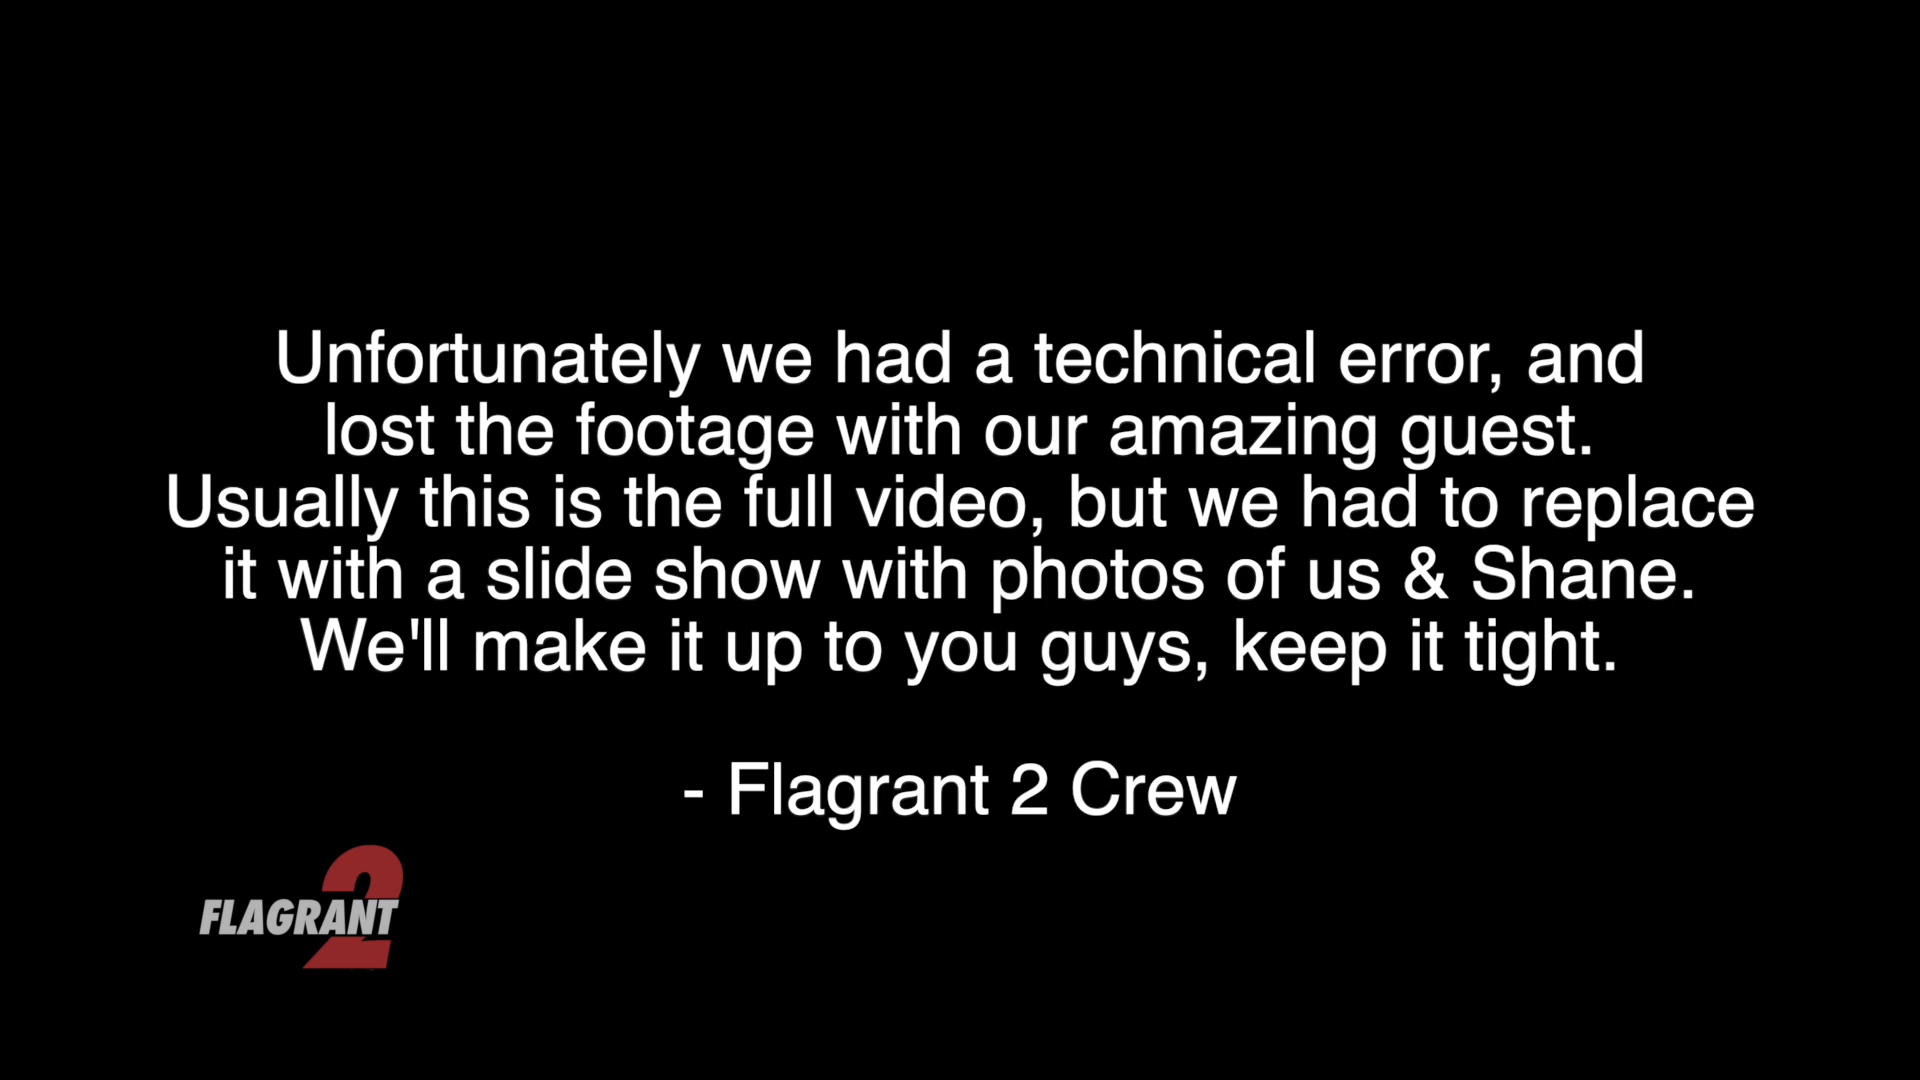 Unfortunately we had a technical error, and
lost the footage with our amazing guest.
Usually this is the full video, but we had to replace
it with a slide show with photos of us & Shane.
We'll make it up to you guys, keep it tight.
- Flagrant 2 Crew
FLAGRANT 2